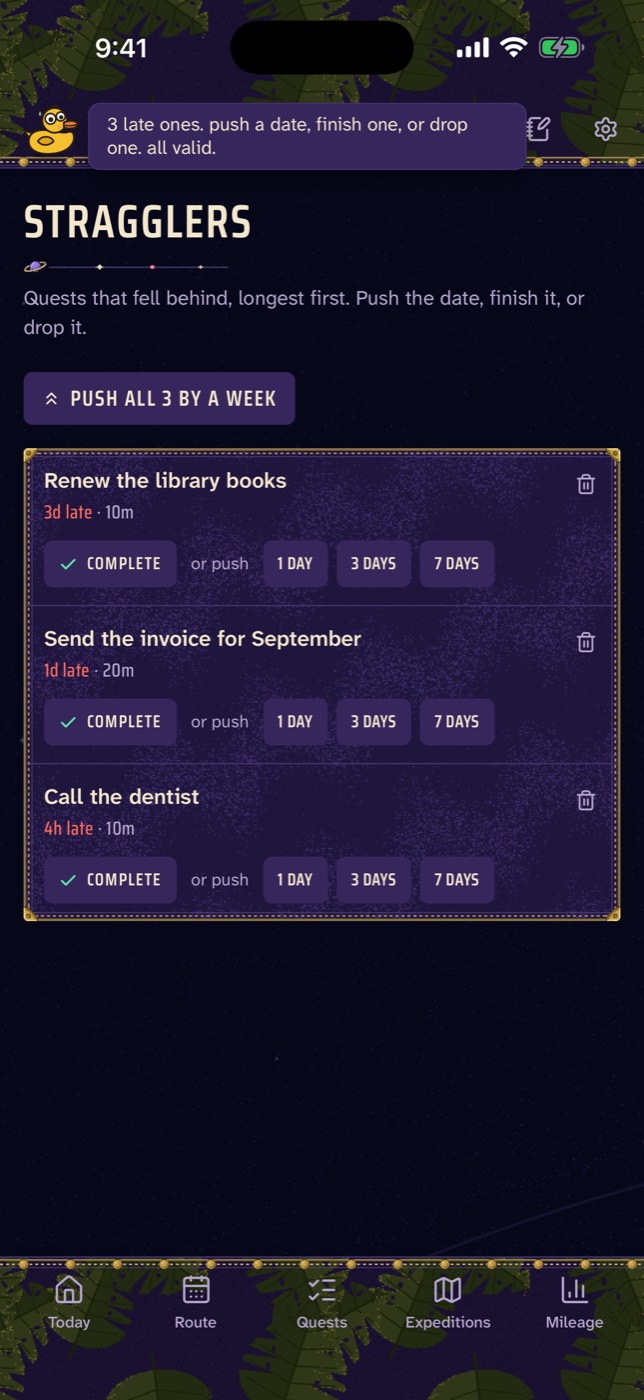 9:41
3 late ones. push a date, finish one, or drop
one. all valid.
STRAGGLERS
Quests that fell behind, longest first. Push the date, finish it, or
drop it.
PUSH ALL 3 BY A WEEK
Renew the library books
3d late · 10m
COMPLETE or push 1 DAY 3 DAYS 7 DAYS
Send the invoice for September
1d late · 20m
COMPLETE or push 1 DAY 3 DAYS 7 DAYS
Call the dentist
4h late · 10m
COMPLETE or push 1 DAY 3 DAYS 7 DAYS
Today Route Quests Expeditions Mileage